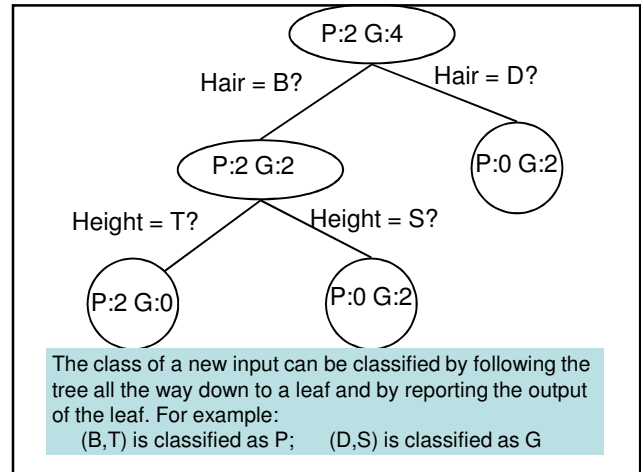 P:2 G:4
Hair = B?
Hair = D?
P:2 G:2
P:0 G:2
Height = T?
Height = S?
P:2 G:0
P:0 G:2
The class of a new input can be classified by following the
tree all the way down to a leaf and by reporting the output
of the leaf. For example:
(B,T) is classified as P; (D,S) is classified as G